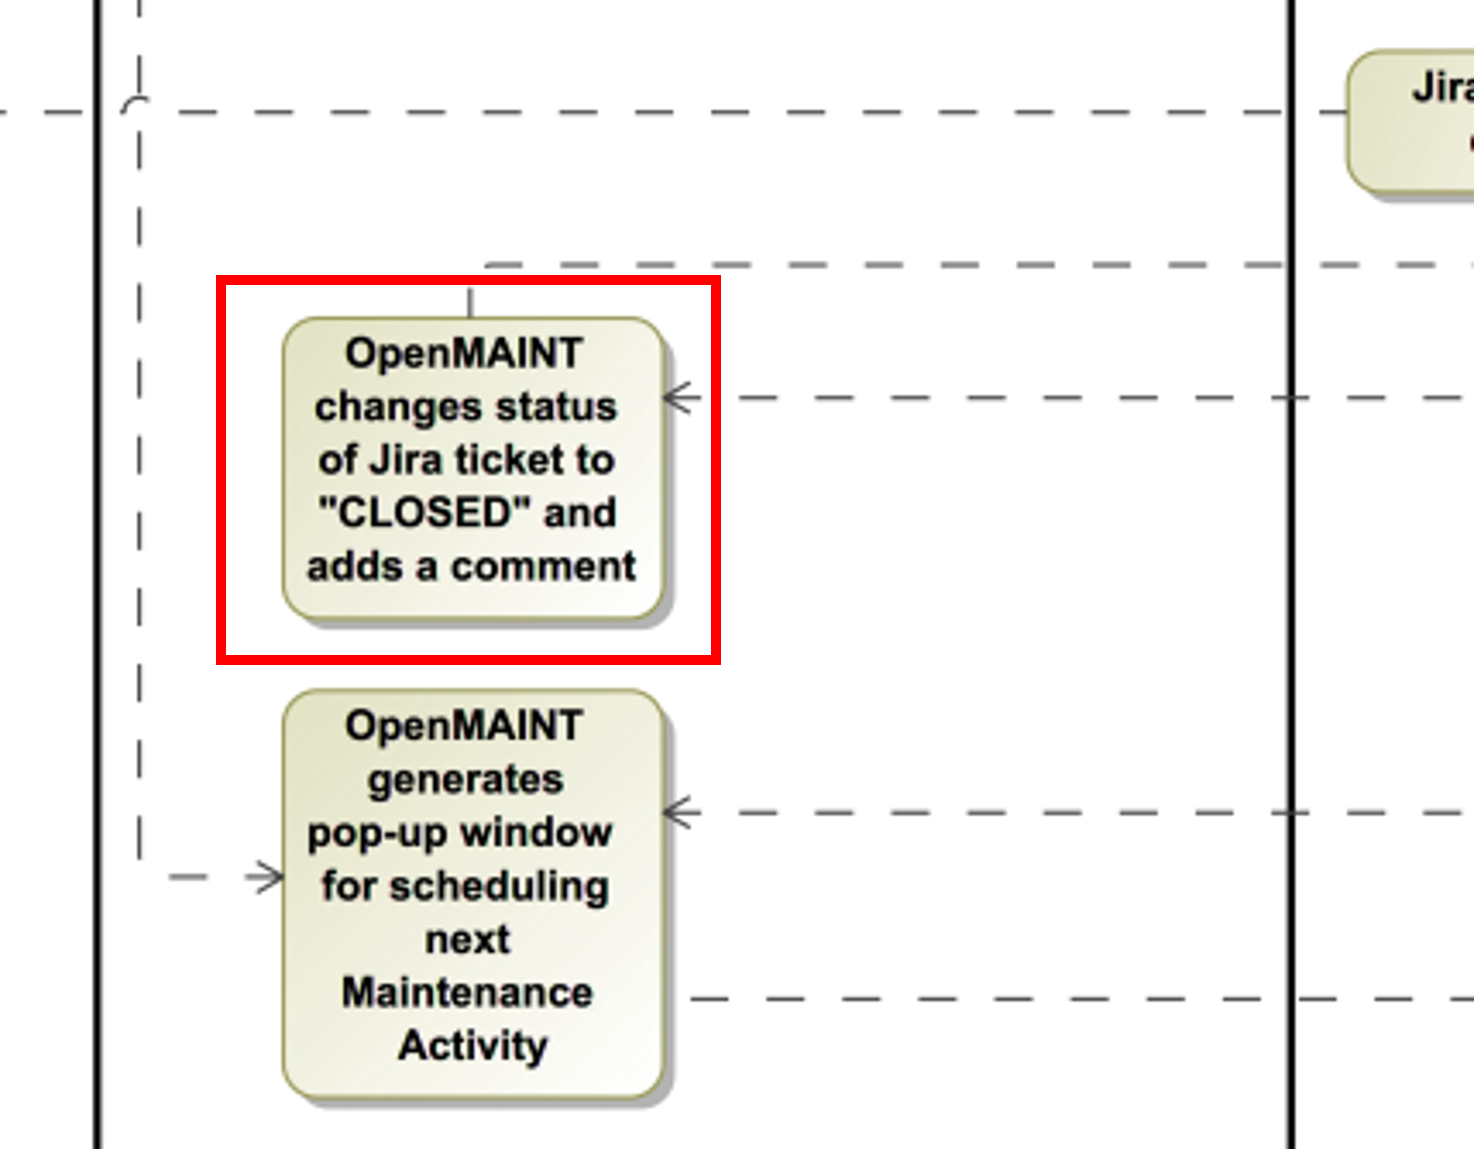 Jira
OpenMAINT
changes status
of Jira ticket to
"CLOSED" and
adds a comment
OpenMAINT
generates
pop-up window
for scheduling
next
Maintenance
Activity